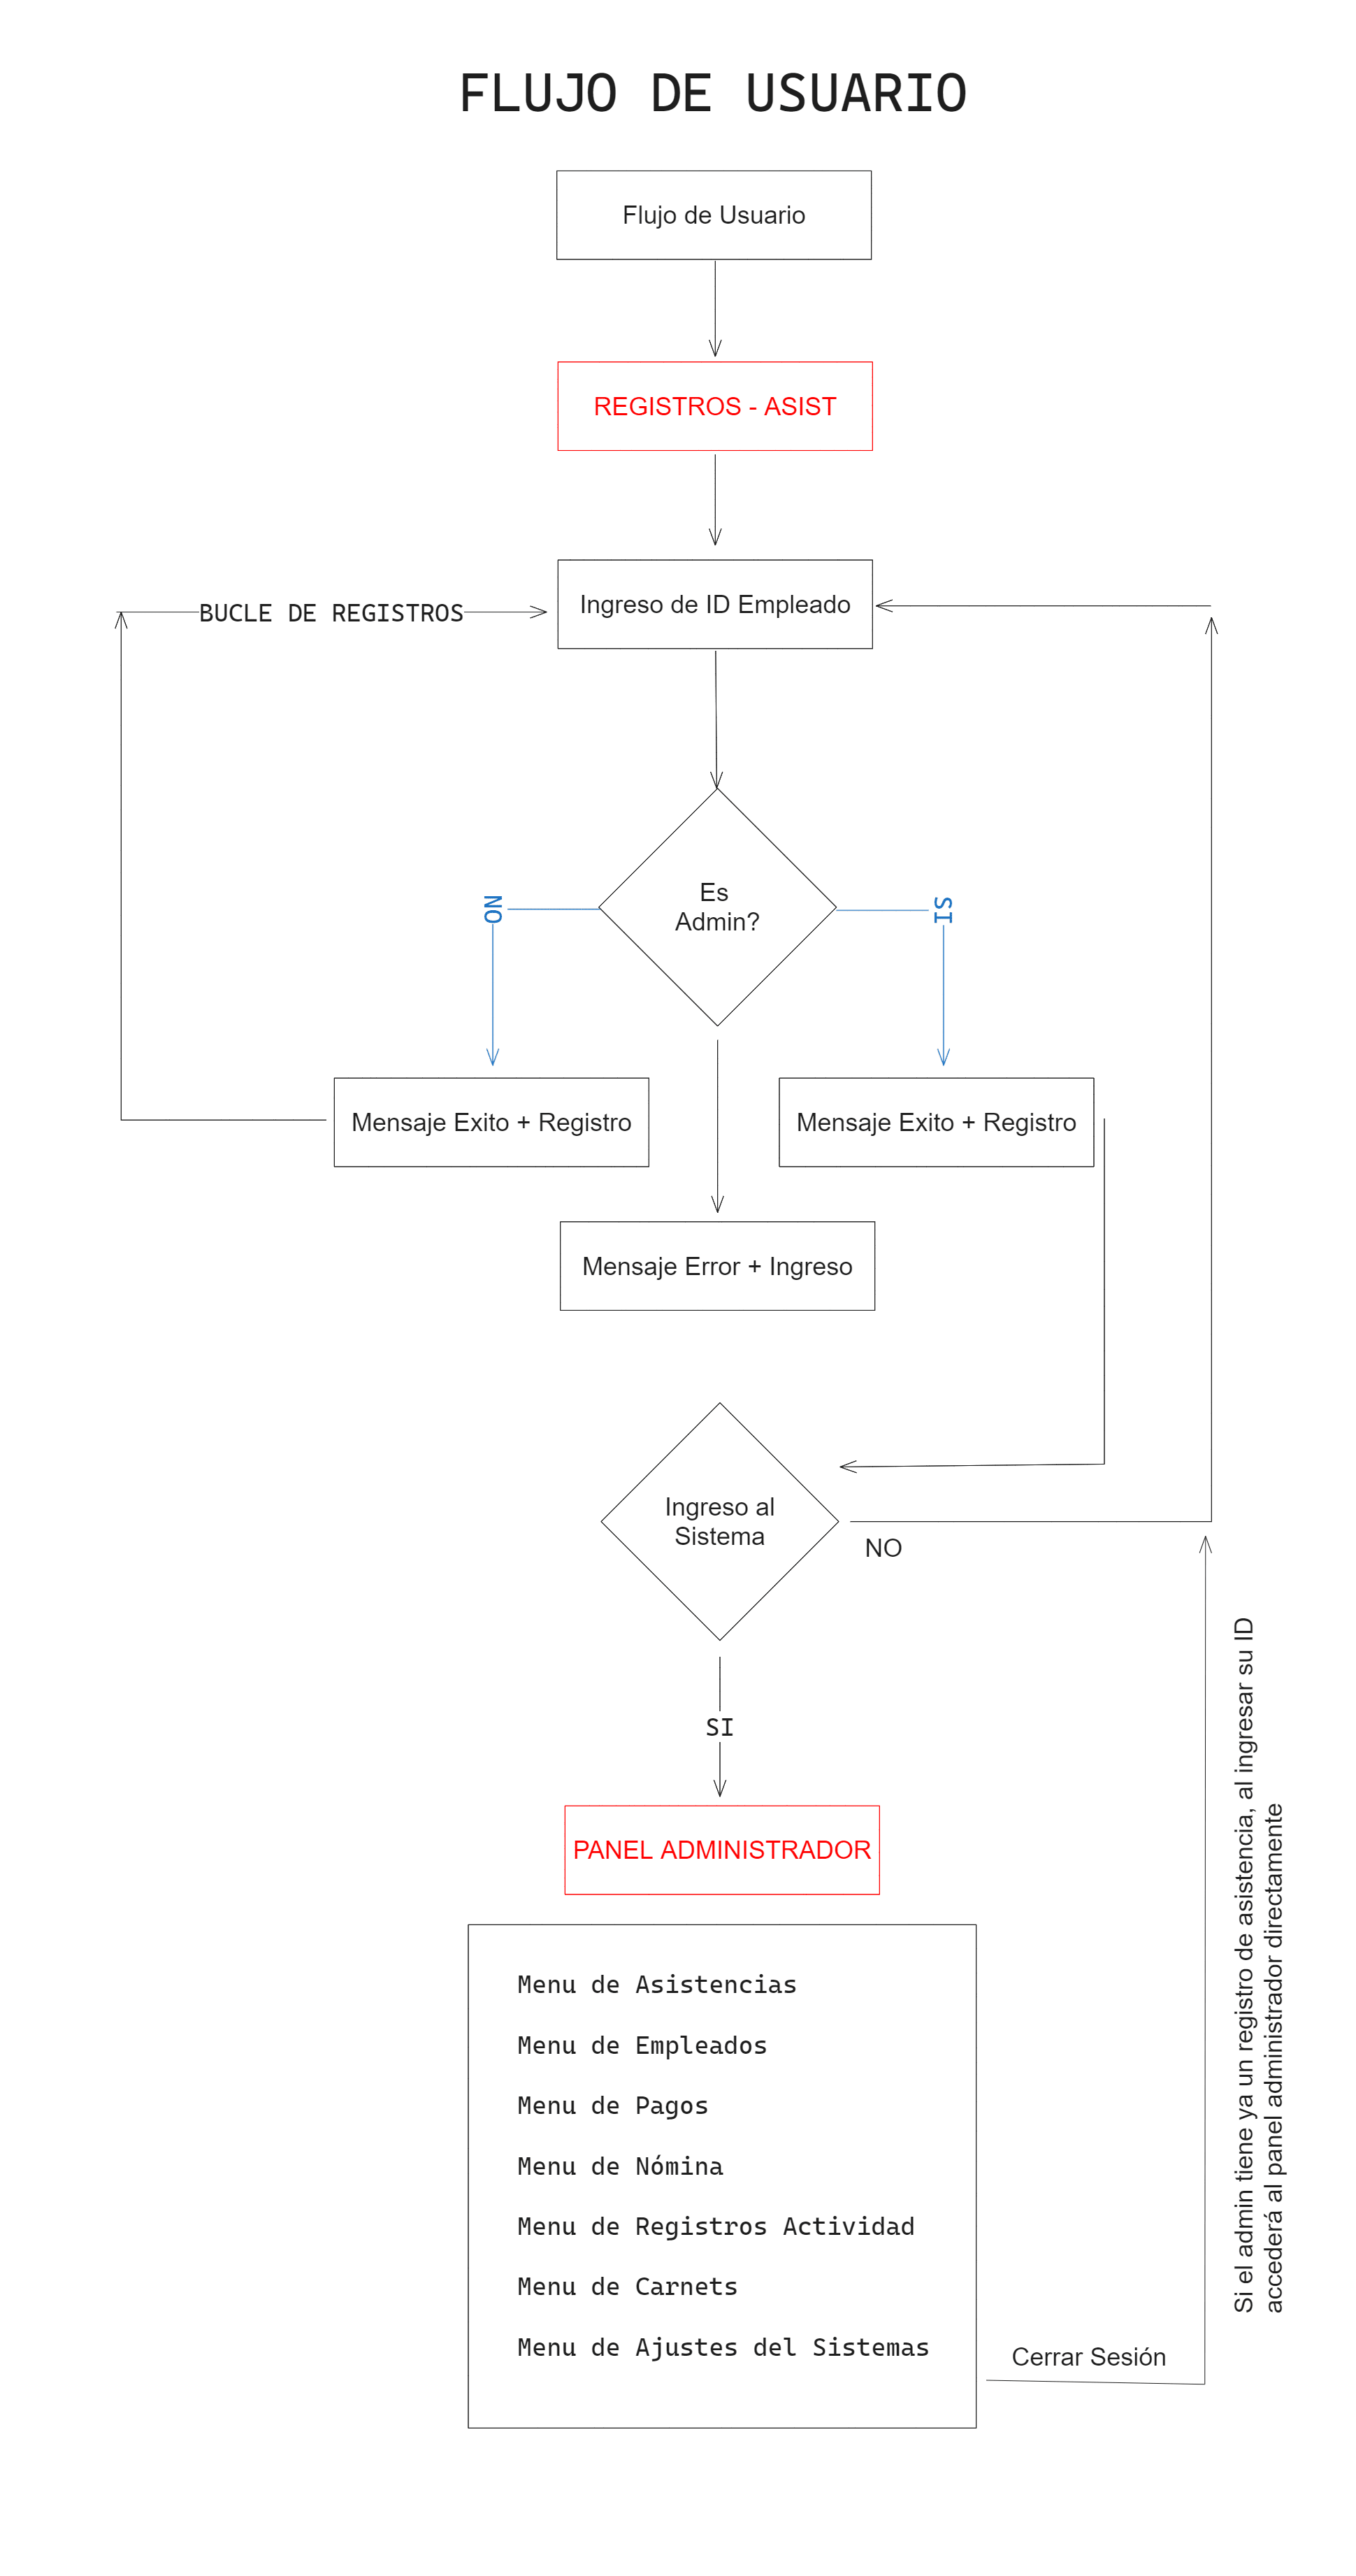 FLUJO DE USUARIO
Flujo de Usuario
REGISTROS - ASIST
Ingreso de ID Empleado
BUCLE DE REGISTROS
Es
Admin?
NO
SI
Mensaje Exito + Registro
Mensaje Exito + Registro
Mensaje Error + Ingreso
Ingreso al
Sistema
NO
SI
PANEL ADMINISTRADOR
Menu de Asistencias
Menu de Empleados
Menu de Pagos
Menu de Nómina
Menu de Registros Actividad
Menu de Carnets
Menu de Ajustes del Sistemas
Cerrar Sesión
Si el admin tiene ya un registro de asistencia, al ingresar su ID
accederá al panel administrador directamente